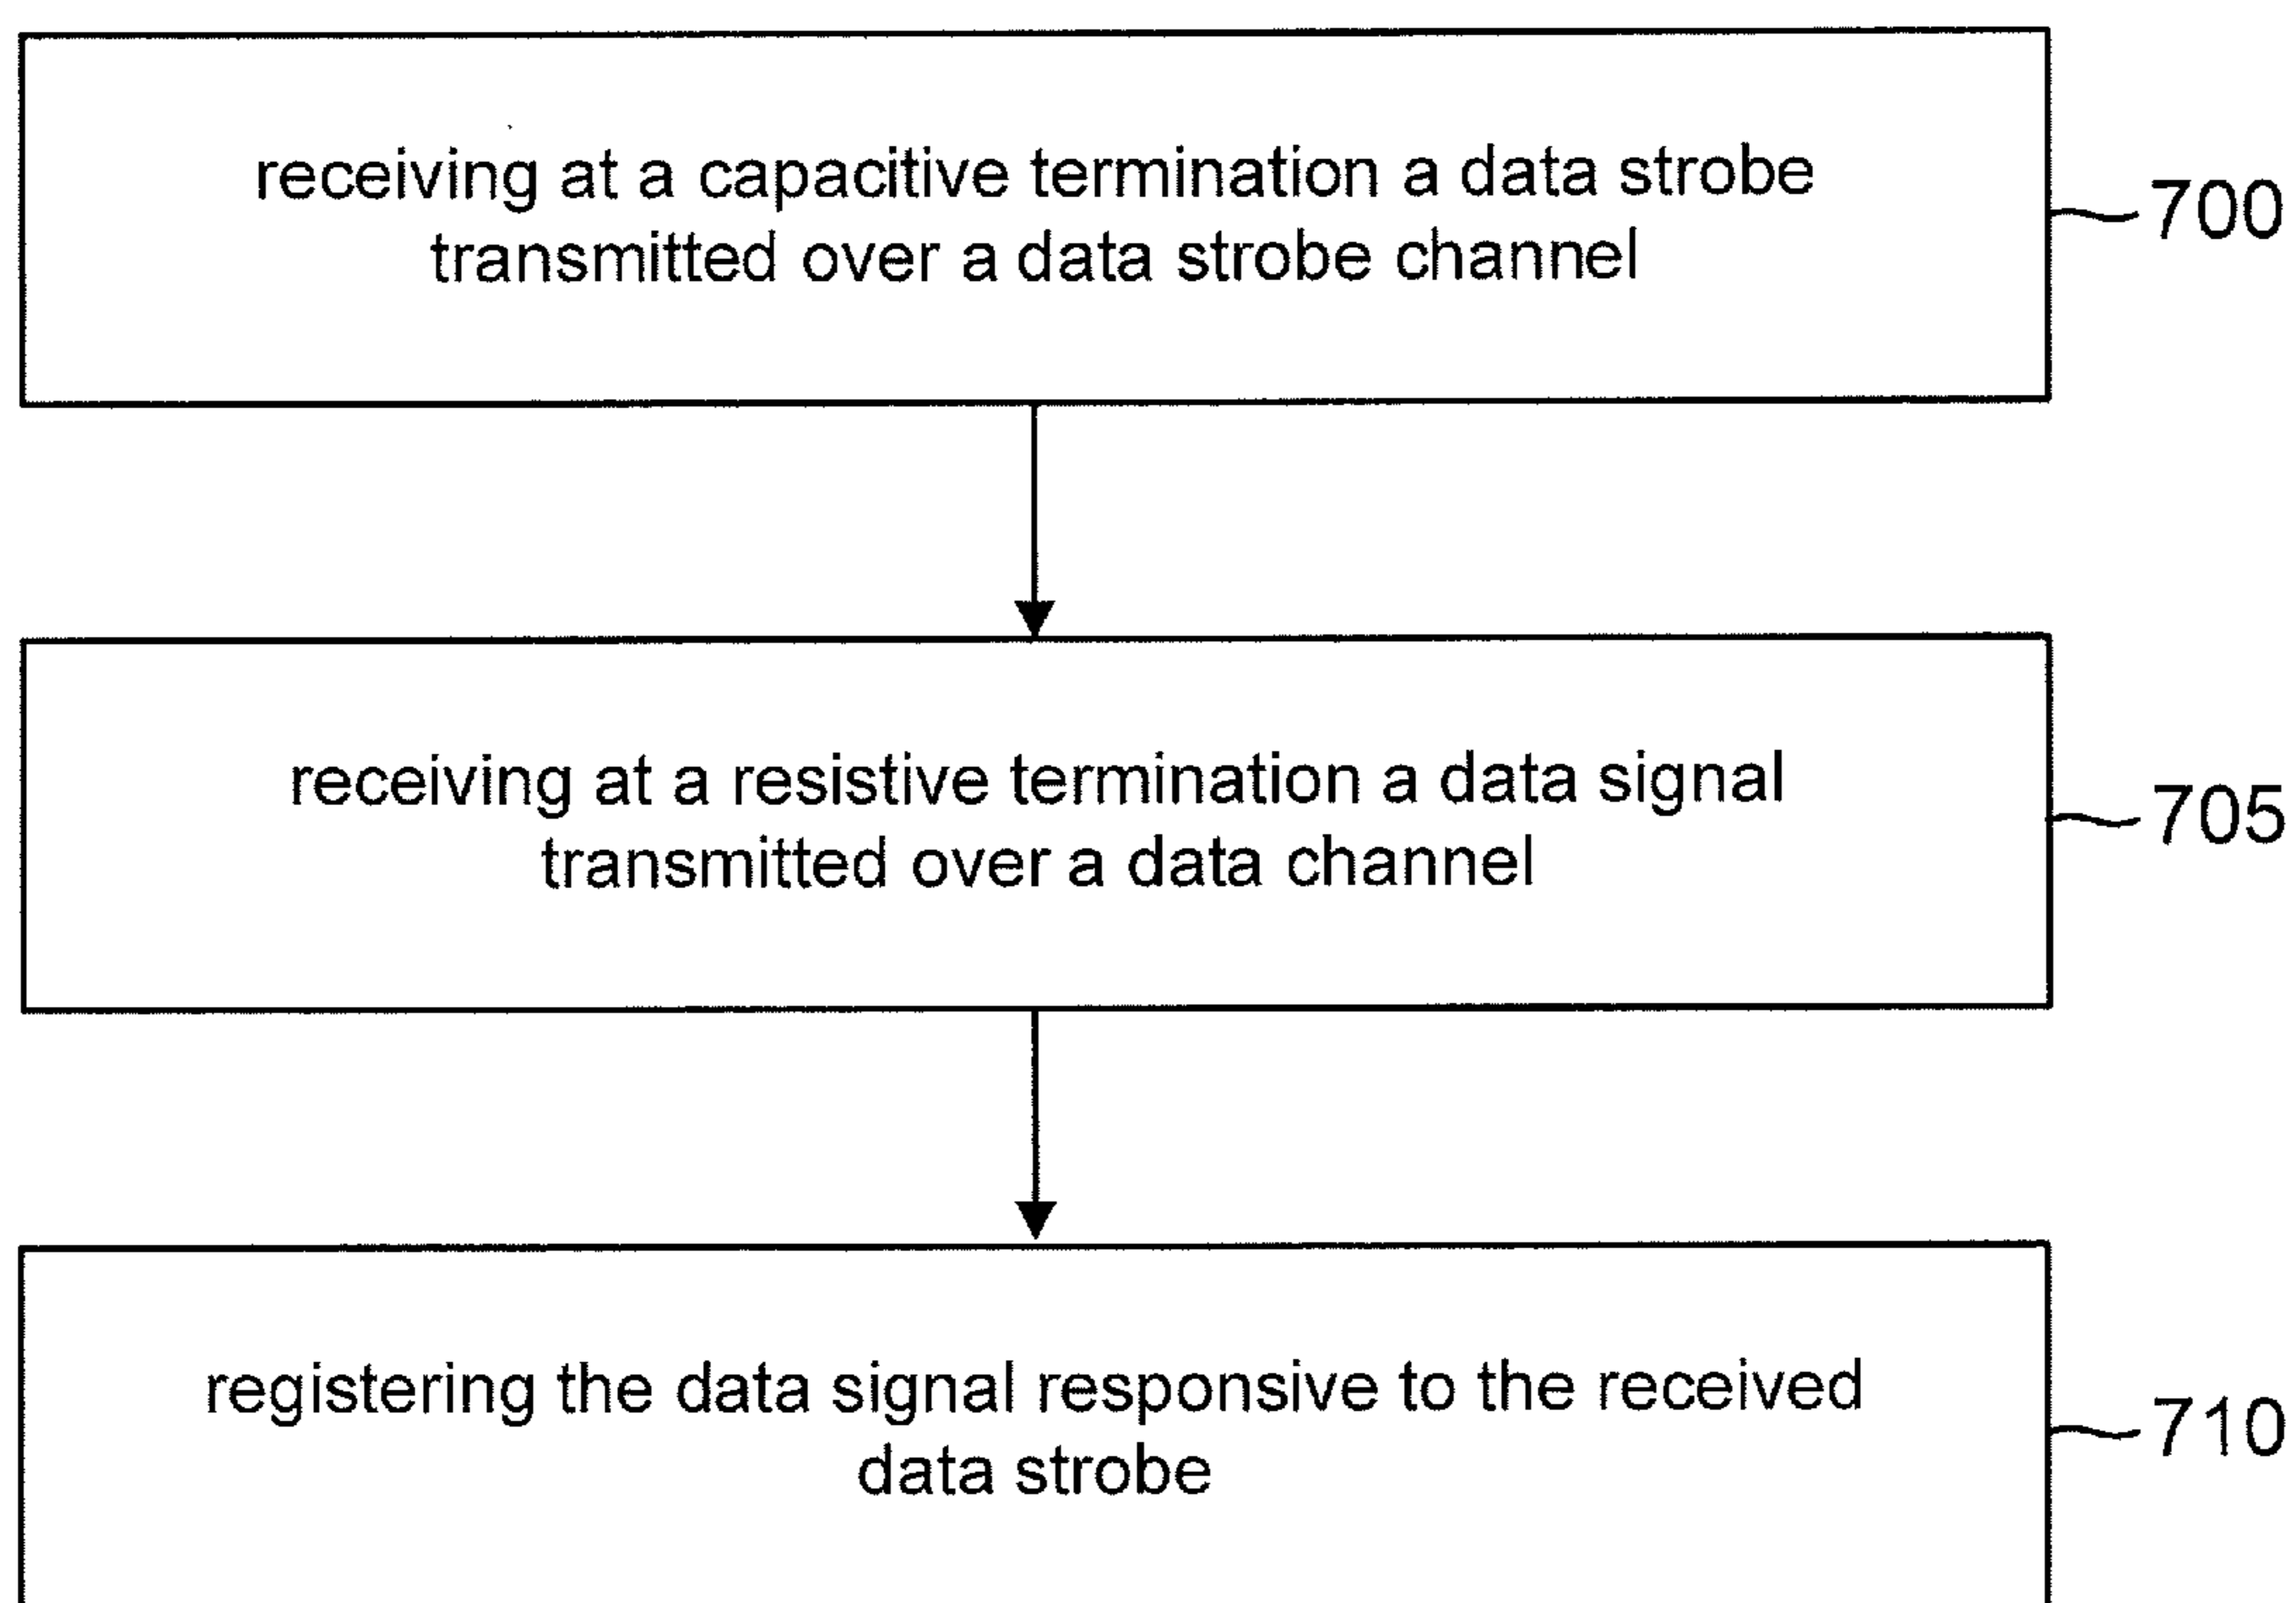 receiving at a capacitive termination a data strobe
transmitted over a data strobe channel
700
receiving at a resistive termination a data signal
transmitted over a data channel
705
registering the data signal responsive to the received
data strobe
710